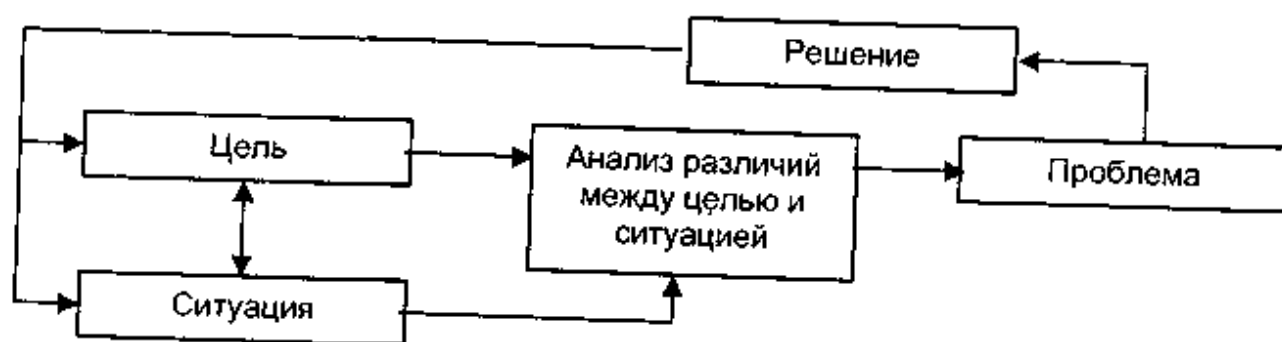 Решение
Цель
Анализ различий
между целью и
ситуацией
Проблема
Ситуация